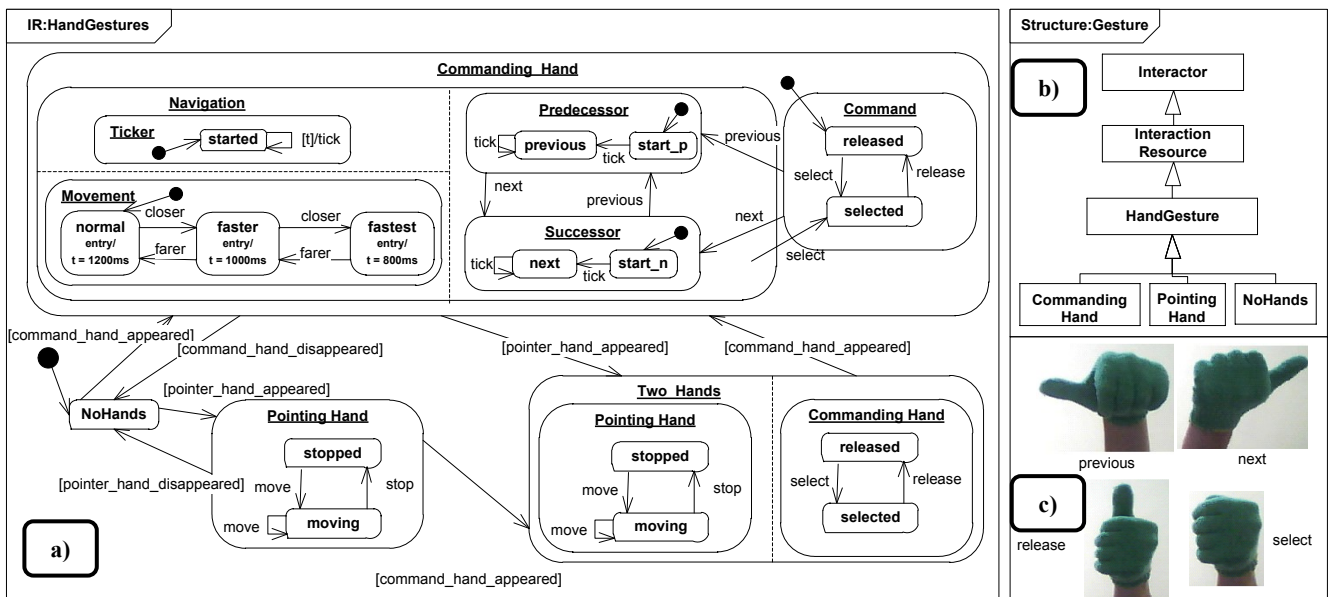 IR:HandGestures
Commanding_Hand
Navigation
Ticker
started
[t]/tick
Movement
closer
closer
normal
entry/
t = 1200ms
faster
entry/
t = 1000ms
fastest
entry/
t = 800ms
farer
farer
Predecessor
tick
previous
tick
start_p
next
previous
Successor
tick
next
tick
start_n
Command
released
previous
select
release
selected
next
select
[command_hand_appeared]
[command_hand_disappeared]
[pointer_hand_appeared]
[command_hand_appeared]
[pointer_hand_appeared]
NoHands
[pointer_hand_disappeared]
Pointing Hand
stopped
move
stop
move
moving
[command_hand_appeared]
Two_Hands
Pointing Hand
stopped
move
stop
move
moving
Commanding Hand
released
select
release
selected
a)
Structure:Gesture
b)
Interactor
Interaction
Resource
HandGesture
Commanding
Hand
Pointing
Hand
NoHands
previous
next
c)
release
select